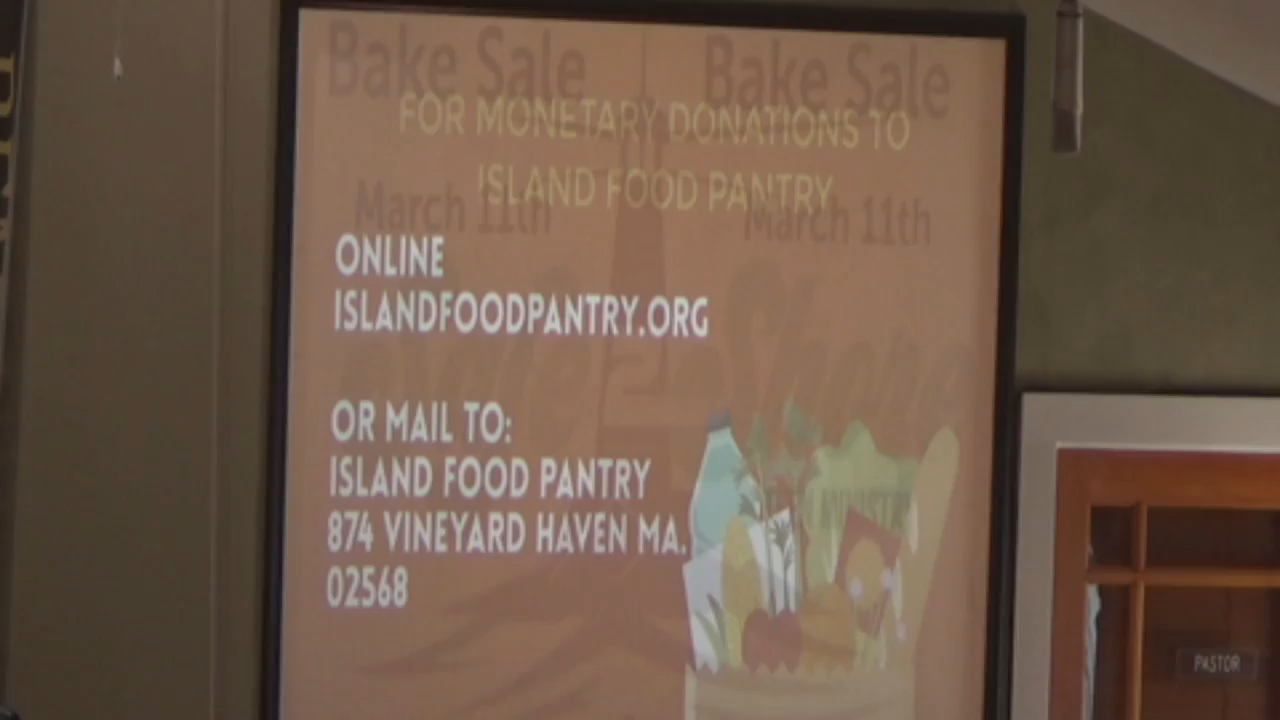 Bake Sale Bake Sale
FOR MONETARY DONATIONS TO
ISLAND FOOD PANTRY
March 11th March 11th
ONLINE
ISLANDFOODPANTRY.ORG
OR MAIL TO:
ISLAND FOOD PANTRY
874 VINEYARD HAVEN MA.
02568
PASTOR